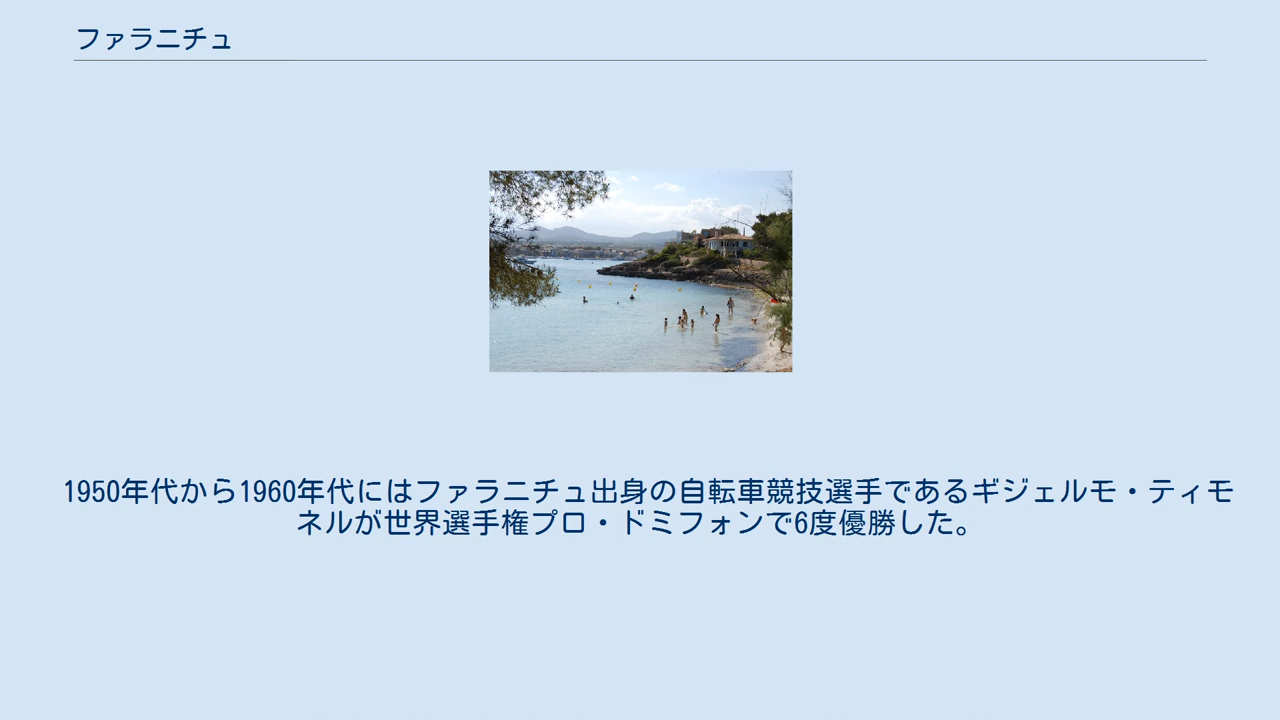 ファラニチュ
1950年代から1960年代にはファラニチュ出身の自転車競技選手であるギジェルモ・ティモ
ネルが世界選手権プロ・ドミフォンで6度優勝した。